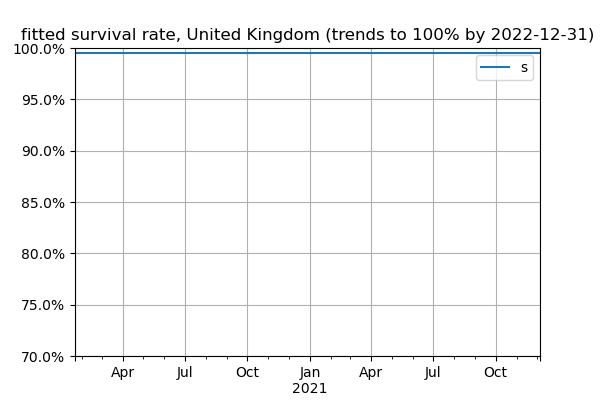 fitted survival rate, United Kingdom (trends to 100% by 2022-12-31)
100.0%
s
95.0%
90.0%
85.0%
80.0%
75.0%
70.0%
Apr Jul Oct Jan Apr Jul Oct
2021